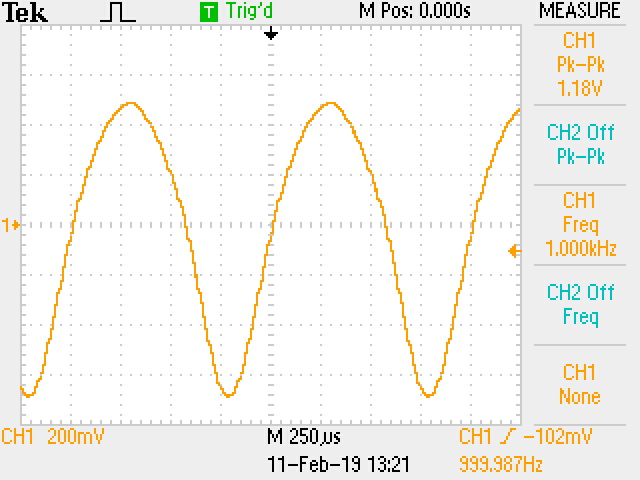 Tek T Trig'd M Pos: 0.000s MEASURE
CH1
Pk-Pk
1.18V
CH2 Off
Pk-Pk
1
CH1
Freq
1.000kHz
CH2 Off
Freq
CH1
None
CH1 200mV M 250µs CH1 -102mV
11-Feb-19 13:21 999.987Hz